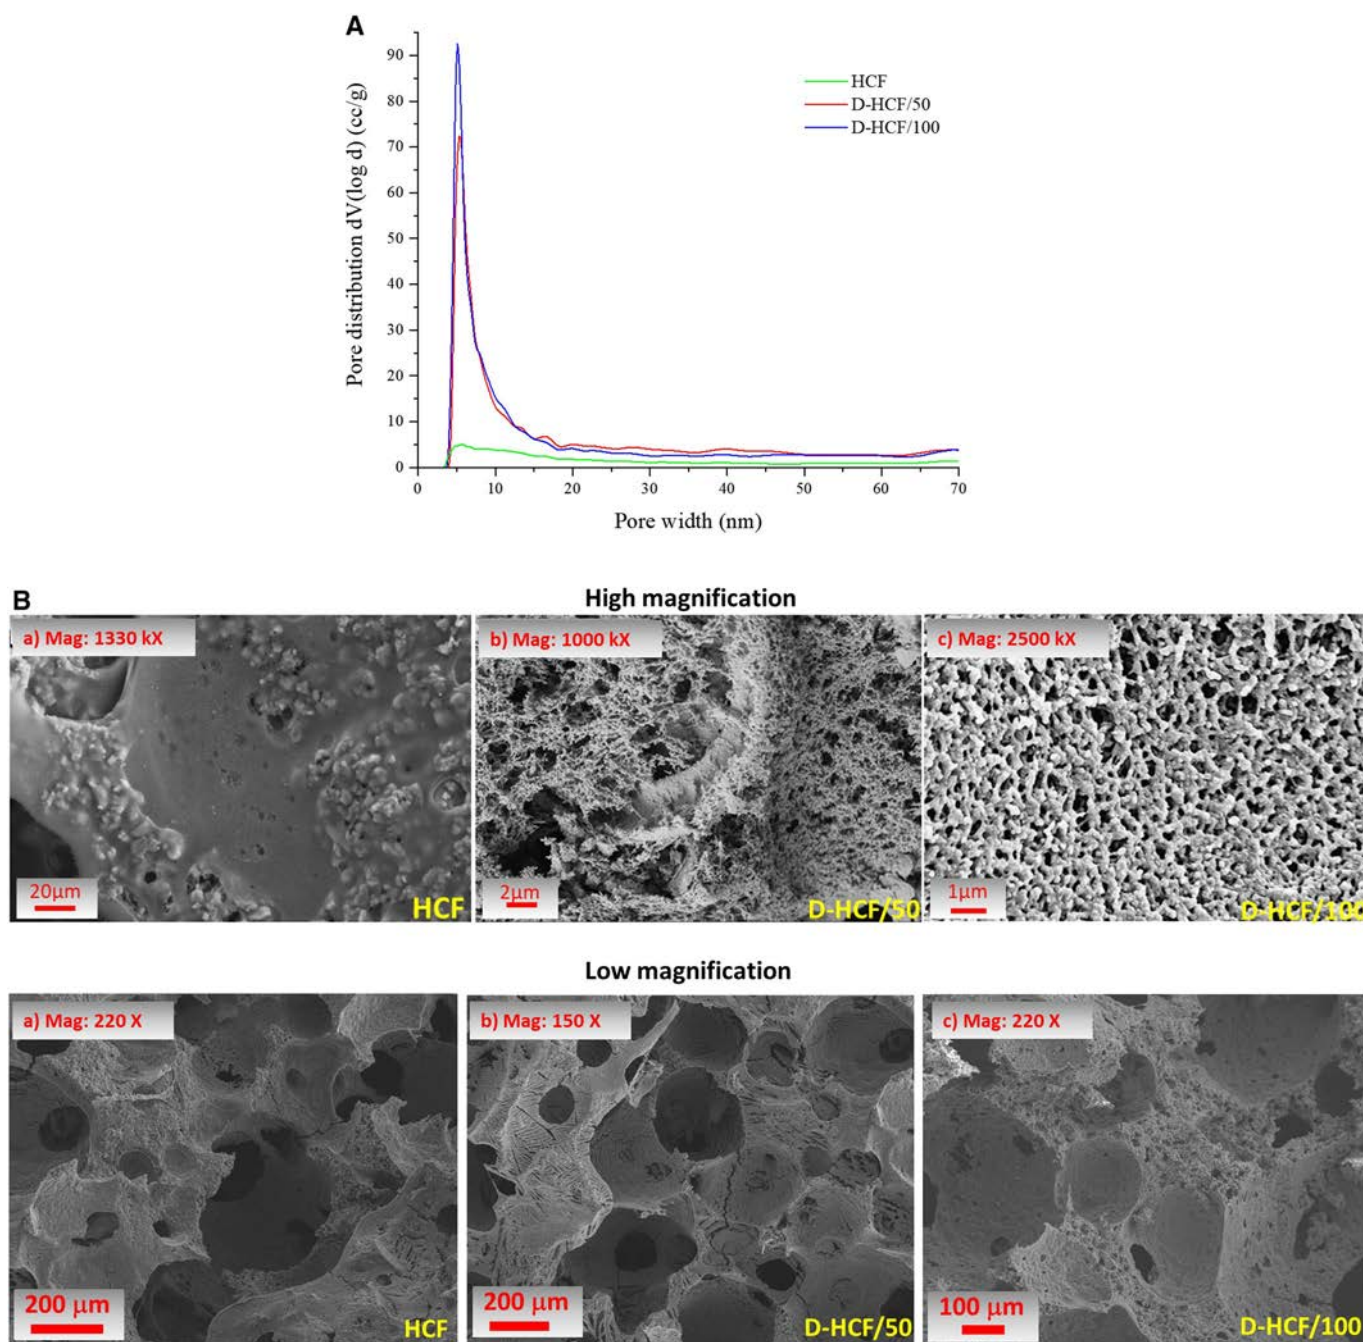 A
Pore distribution dV(log d) (cc/g)
90
80
70
60
50
40
30
20
10
0
HCF
D-HCF/50
D-HCF/100
0 10 20 30 40 50 60 70
Pore width (nm)
B
High magnification
a) Mag: 1330 kX
20μm
HCF
b) Mag: 1000 kX
2μm
D-HCF/50
c) Mag: 2500 kX
1μm
D-HCF/100
Low magnification
a) Mag: 220 X
200 μm
HCF
b) Mag: 150 X
200 μm
D-HCF/50
c) Mag: 220 X
100 μm
D-HCF/100